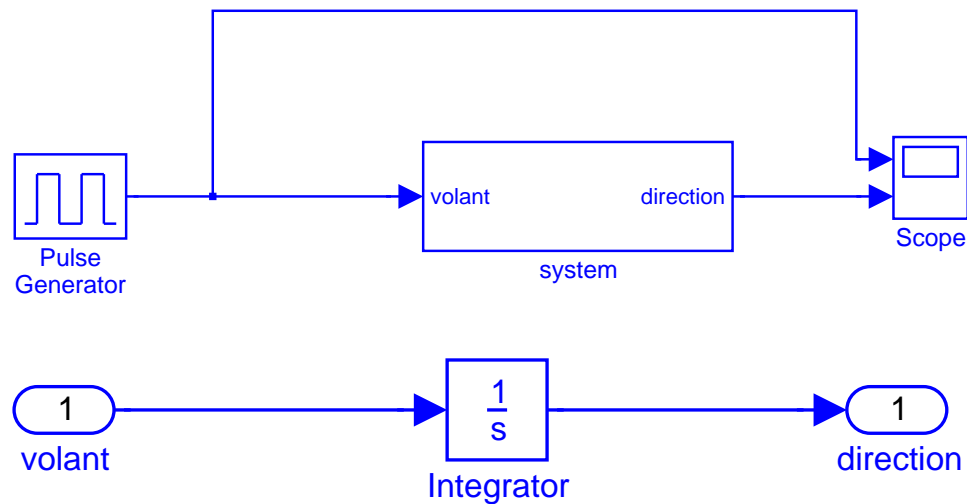 volant
direction
Pulse
Generator
system
Scope
1
1
s
1
volant
Integrator
direction